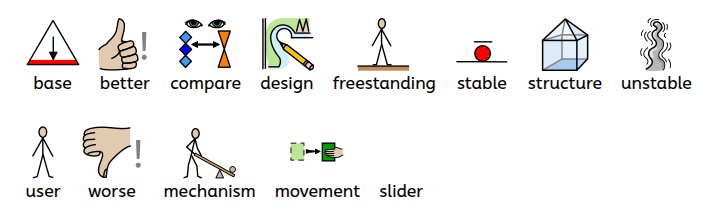 base better compare design freestanding stable structure unstable
user worse mechanism movement slider